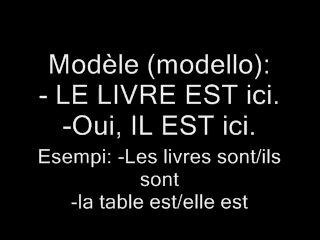 Modèle (modello):
- LE LIVRE EST ici.
-Oui, IL EST ici.
Esempi: -Les livres sont/ils
sont
-la table est/elle est